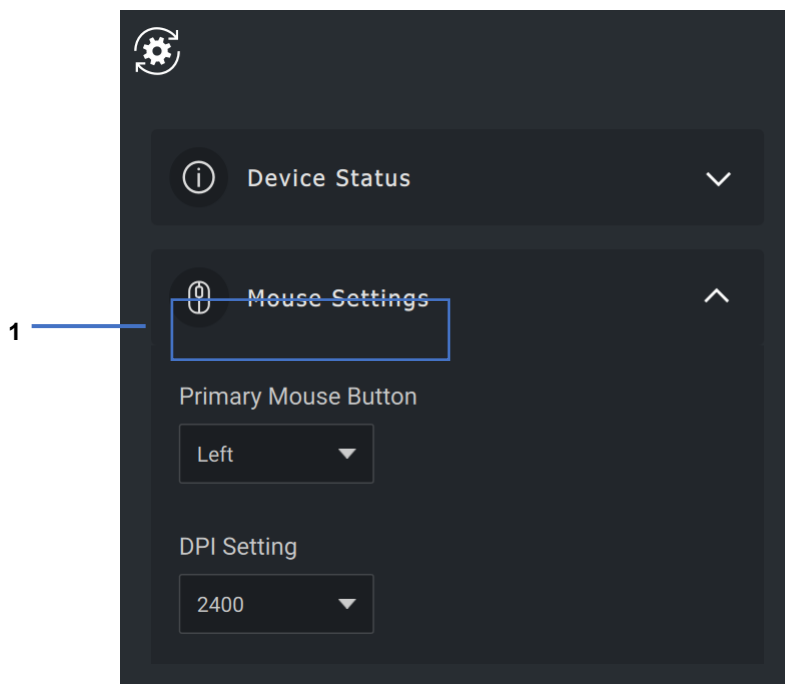 Device Status
Mouse Settings
1
Primary Mouse Button
Left
DPI Setting
2400